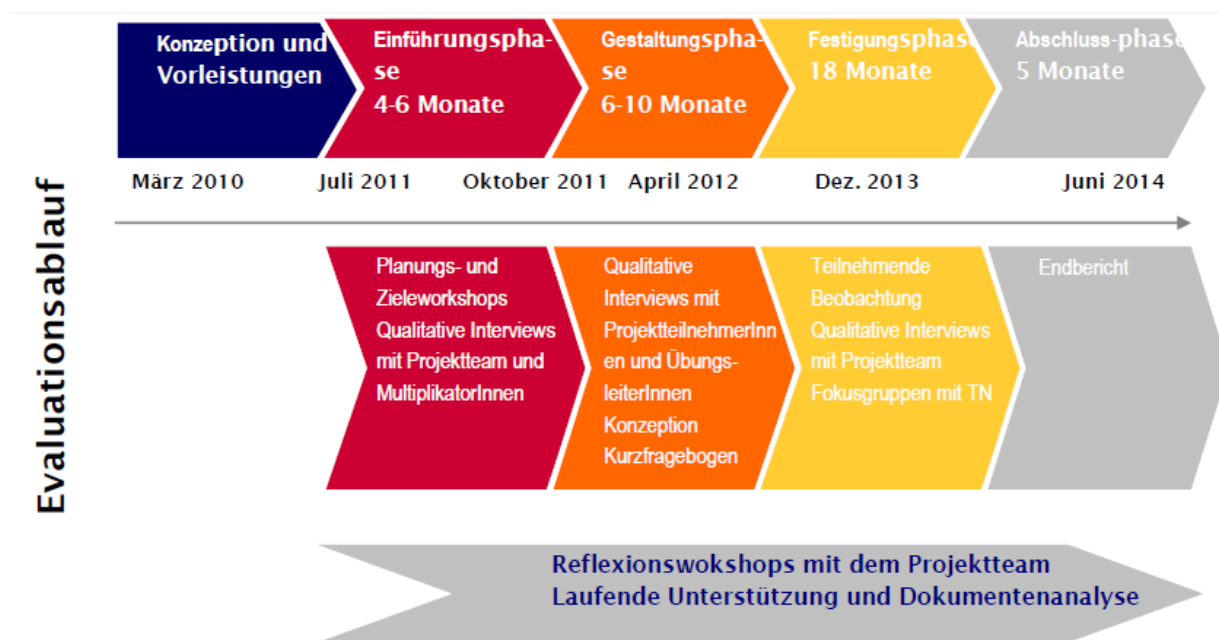 Evaluationsablauf
Konzeption und
Vorleistungen
Einführungspha-
se
4-6 Monate
Gestaltungspha-
se
6-10 Monate
Festigungsphase
18 Monate
Abschluss-phase
5 Monate
März 2010
Juli 2011
Oktober 2011
April 2012
Dez. 2013
Juni 2014
Planungs- und
Zieleworkshops
Qualitative Interviews
mit Projektteam und
MultiplikatorInnen
Qualitative
Interviews mit
ProjektteilnehmerInn
en und Übungs-
leiterInnen
Konzeption
Kurzfragebogen
Teilnehmende
Beobachtung
Qualitative Interviews
mit Projektteam
Fokusgruppen mit TN
Endbericht
Reflexionswokshops mit dem Projektteam
Laufende Unterstützung und Dokumentenanalyse